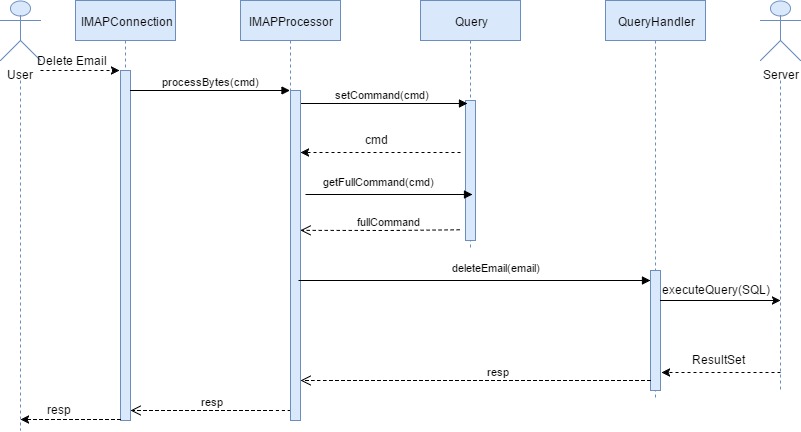 IMAPConnection
IMAPProcessor
Query
QueryHandler
User
Server
Delete Email
processBytes(cmd)
setCommand(cmd)
cmd
getFullCommand(cmd)
fullCommand
deleteEmail(email)
executeQuery(SQL)
ResultSet
resp
resp
resp